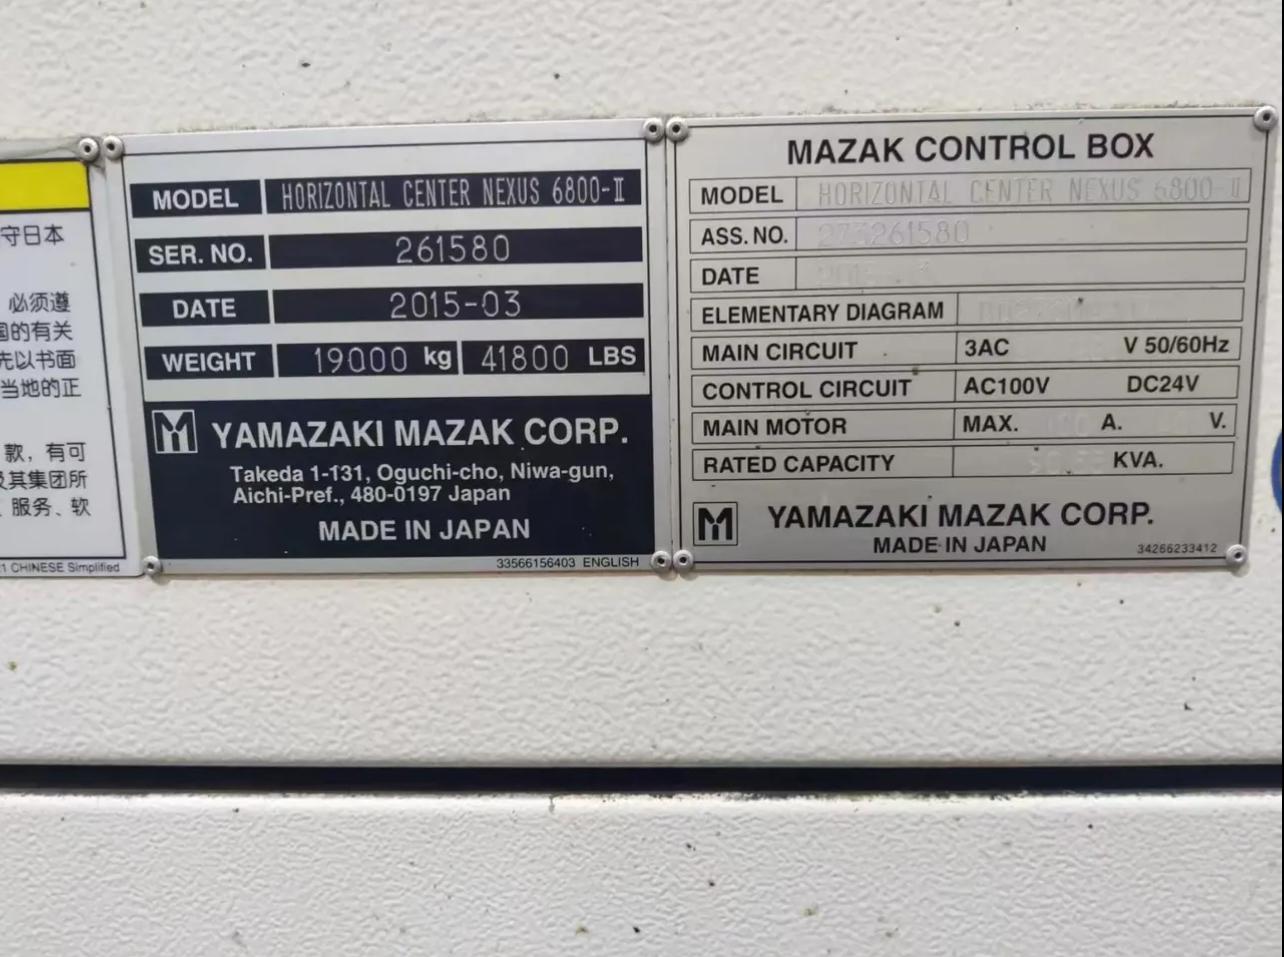 守日本
必须遵
国的有关
先以书面
当地的正
款，有可
及其集团所
服务、软
1 CHINESE Simplified
MODEL HORIZONTAL CENTER NEXUS 6800-II
SER. NO. 261580
DATE 2015-03
WEIGHT 19000 kg 41800 LBS
YAMAZAKI MAZAK CORP.
Takeda 1-131, Oguchi-cho, Niwa-gun,
Aichi-Pref., 480-0197 Japan
MADE IN JAPAN
33566156403 ENGLISH
MAZAK CONTROL BOX
MODEL HORIZONTAL CENTER NEXUS 6800-II
ASS. NO. 273261580
DATE
ELEMENTARY DIAGRAM
MAIN CIRCUIT 3AC V 50/60Hz
CONTROL CIRCUIT AC100V DC24V
MAIN MOTOR MAX. A. V.
RATED CAPACITY KVA.
YAMAZAKI MAZAK CORP.
MADE IN JAPAN
34266233412